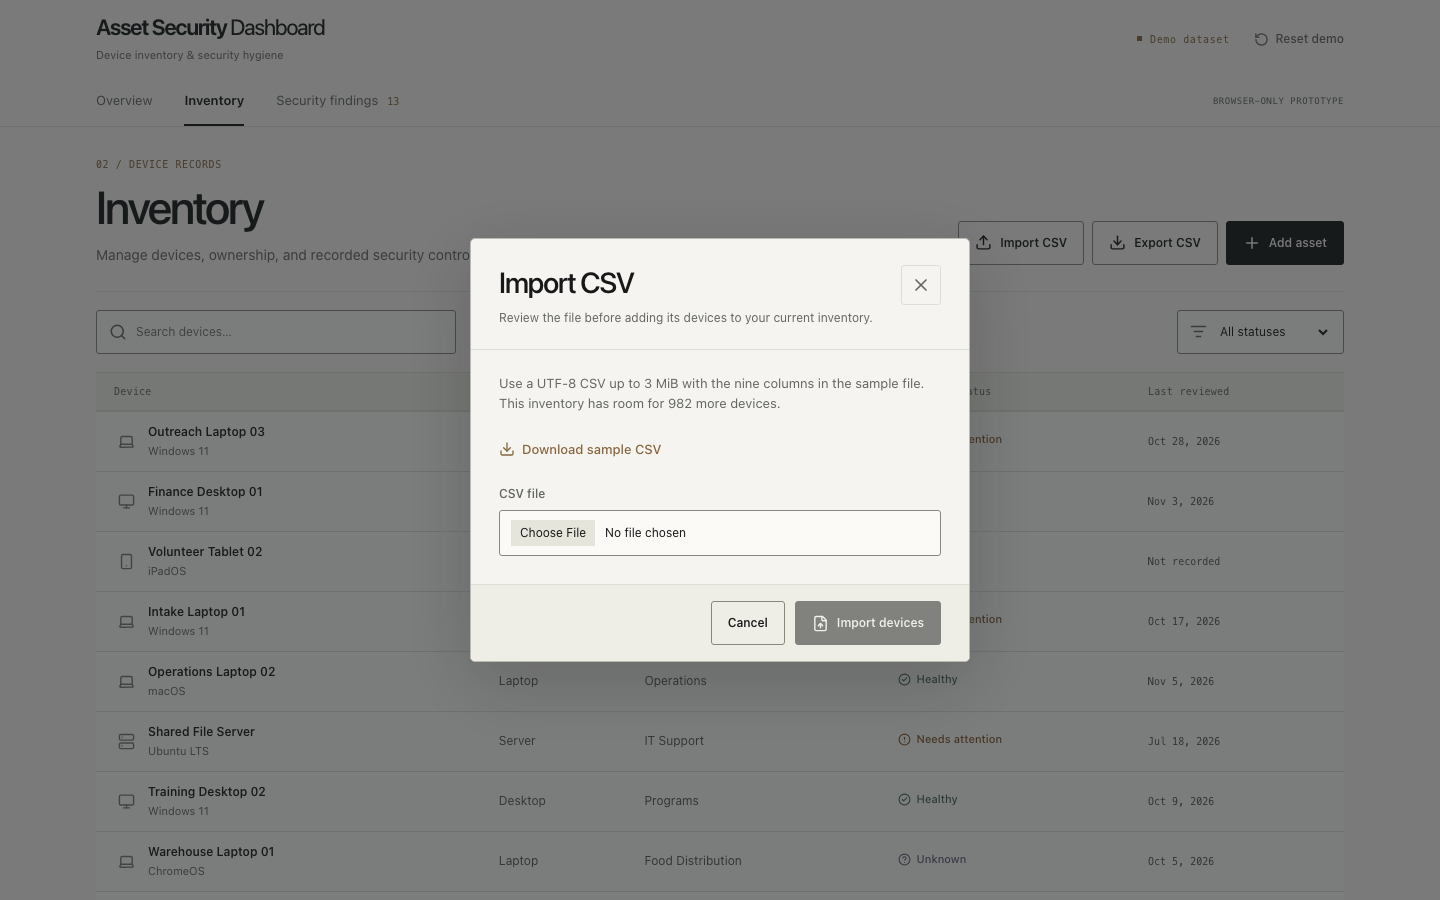 Asset Security Dashboard
Device inventory & security hygiene
Demo dataset
Reset demo
Overview
Inventory
Security findings 13
BROWSER-ONLY PROTOTYPE
02 / DEVICE RECORDS
Inventory
Manage devices, ownership, and recorded security contro
Import CSV
Export CSV
Add asset
Search devices...
All statuses
Import CSV
Review the file before adding its devices to your current inventory.
Use a UTF-8 CSV up to 3 MiB with the nine columns in the sample file.
This inventory has room for 982 more devices.
Download sample CSV
CSV file
Choose File No file chosen
Cancel
Import devices
Device
Last reviewed
Outreach Laptop 03
Windows 11
Oct 28, 2026
Finance Desktop 01
Windows 11
Nov 3, 2026
Volunteer Tablet 02
iPadOS
Not recorded
Intake Laptop 01
Windows 11
Oct 17, 2026
Operations Laptop 02
macOS
Laptop
Operations
Healthy
Nov 5, 2026
Shared File Server
Ubuntu LTS
Server
IT Support
Needs attention
Jul 18, 2026
Training Desktop 02
Windows 11
Desktop
Programs
Healthy
Oct 9, 2026
Warehouse Laptop 01
ChromeOS
Laptop
Food Distribution
Unknown
Oct 5, 2026